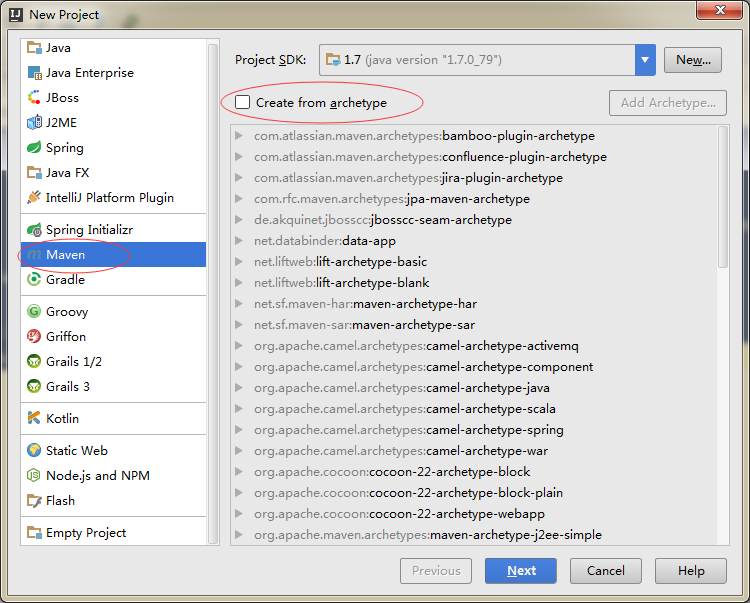 New Project
Java
Java Enterprise
JBoss
J2ME
Spring
Java FX
IntelliJ Platform Plugin
Spring Initializr
Maven
Gradle
Groovy
Griffon
Grails 1/2
Grails 3
Kotlin
Static Web
Node.js and NPM
Flash
Empty Project
Project SDK: 1.7 (java version "1.7.0_79") New...
Create from archetype Add Archetype...
com.atlassian.maven.archetypes:bamboo-plugin-archetype
com.atlassian.maven.archetypes:confluence-plugin-archetype
com.atlassian.maven.archetypes:jira-plugin-archetype
com.rfc.maven.archetypes:jpa-maven-archetype
de.akquinet.jbosscc:jbosscc-seam-archetype
net.databinder:data-app
net.liftweb:lift-archetype-basic
net.liftweb:lift-archetype-blank
net.sf.maven-har:maven-archetype-har
net.sf.maven-sar:maven-archetype-sar
org.apache.camel.archetypes:camel-archetype-activemq
org.apache.camel.archetypes:camel-archetype-component
org.apache.camel.archetypes:camel-archetype-java
org.apache.camel.archetypes:camel-archetype-scala
org.apache.camel.archetypes:camel-archetype-spring
org.apache.camel.archetypes:camel-archetype-war
org.apache.cocoon:cocoon-22-archetype-block
org.apache.cocoon:cocoon-22-archetype-block-plain
org.apache.cocoon:cocoon-22-archetype-webapp
org.apache.maven.archetypes:maven-archetype-j2ee-simple
Previous Next Cancel Help